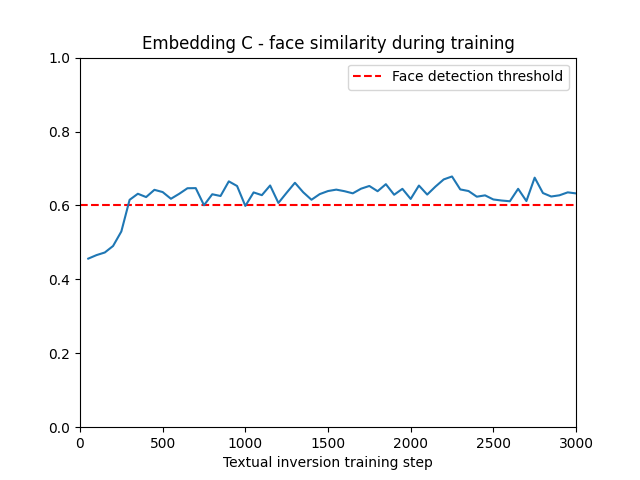 Embedding C - face similarity during training
Face detection threshold
1.0
0.8
0.6
0.4
0.2
0.0
0 500 1000 1500 2000 2500 3000
Textual inversion training step